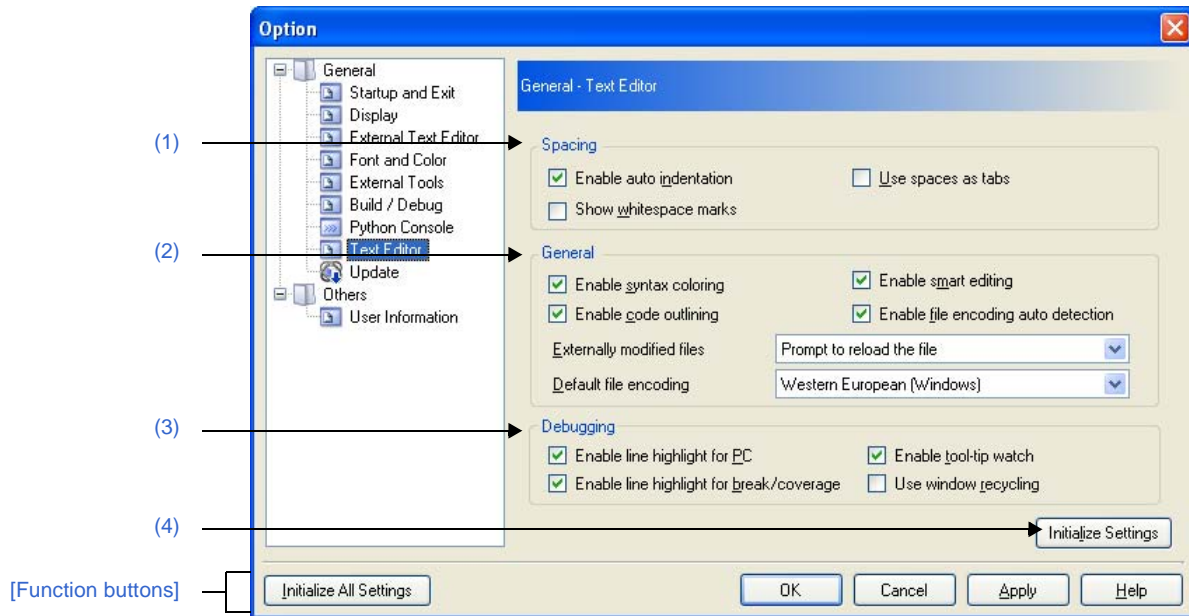 Option
General
Startup and Exit
Display
External Text Editor
Font and Color
External Tools
Build / Debug
Python Console
Text Editor
Update
Others
User Information
General - Text Editor
(1)
Spacing
Enable auto indentation
Use spaces as tabs
Show whitespace marks
(2)
General
Enable syntax coloring
Enable smart editing
Enable code outlining
Enable file encoding auto detection
Externally modified files
Prompt to reload the file
Default file encoding
Western European (Windows)
(3)
Debugging
Enable line highlight for PC
Enable tool-tip watch
Enable line highlight for break/coverage
Use window recycling
(4)
Initialize Settings
[Function buttons]
Initialize All Settings
OK
Cancel
Apply
Help